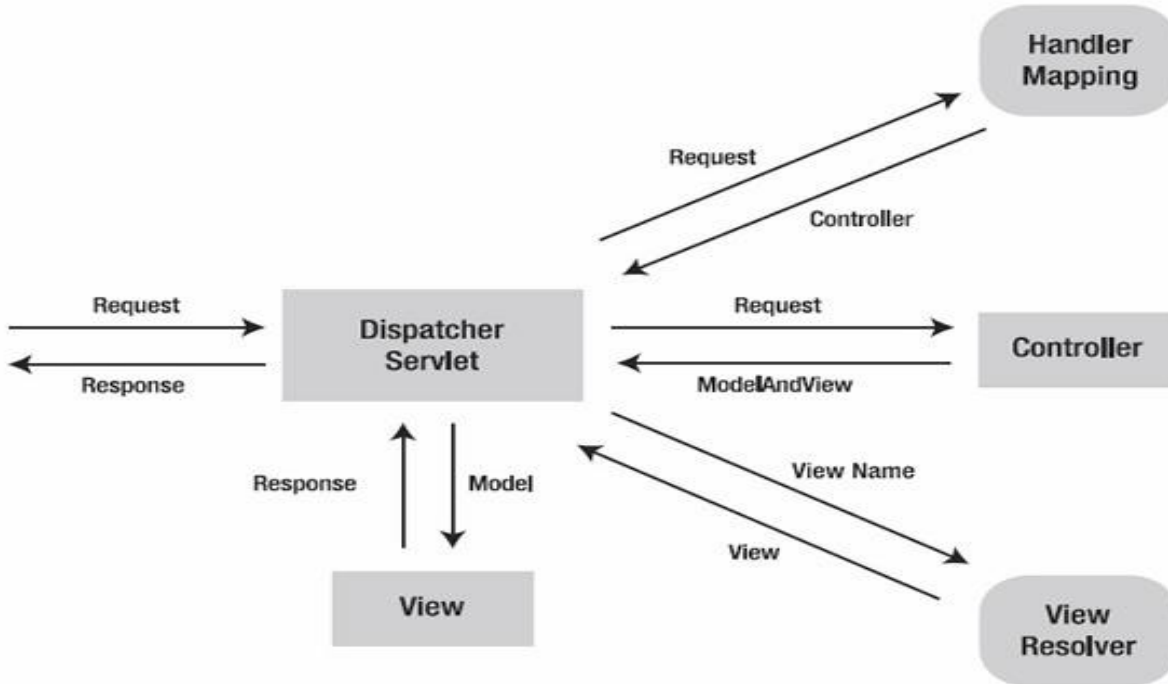 Handler
Mapping
Request
Controller
Request
Response
Dispatcher
Servlet
Request
ModelAndView
Controller
Response
Model
View Name
View
View
View
Resolver